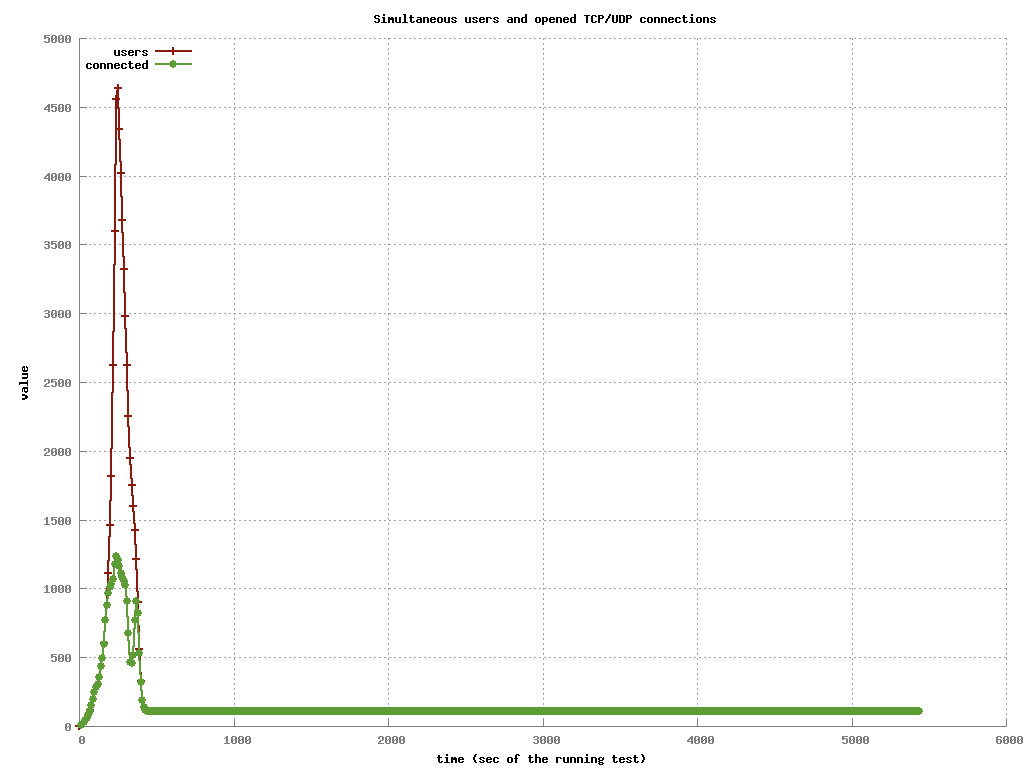 Simultaneous users and opened TCP/UDP connections
users
connected
5000
4500
4000
3500
3000
2500
2000
1500
1000
500
0
value
0 1000 2000 3000 4000 5000 6000
time (sec of the running test)